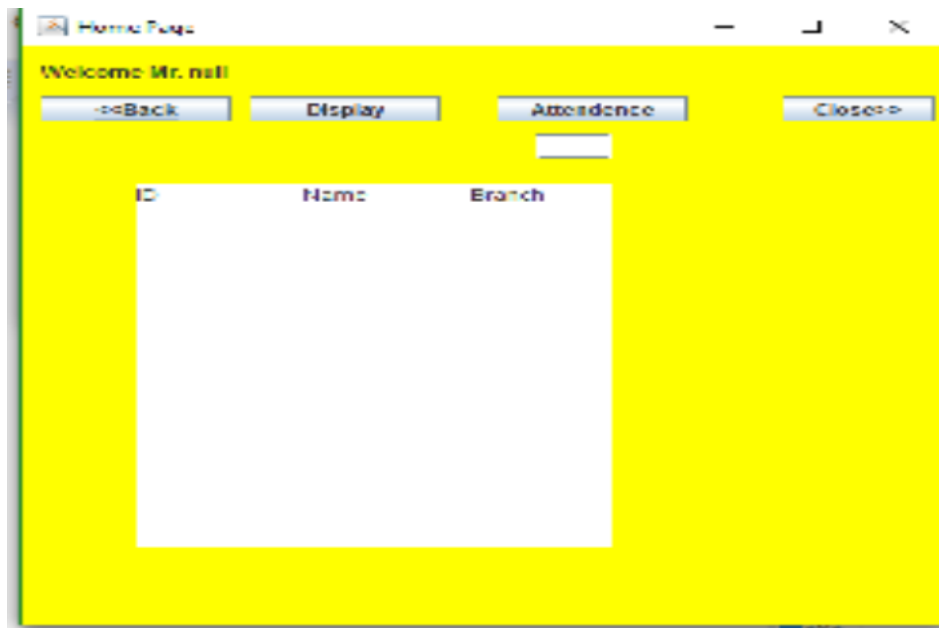 Home Page
Welcome Mr. null
<<Back Display Attendence Close>>
ID Name Branch